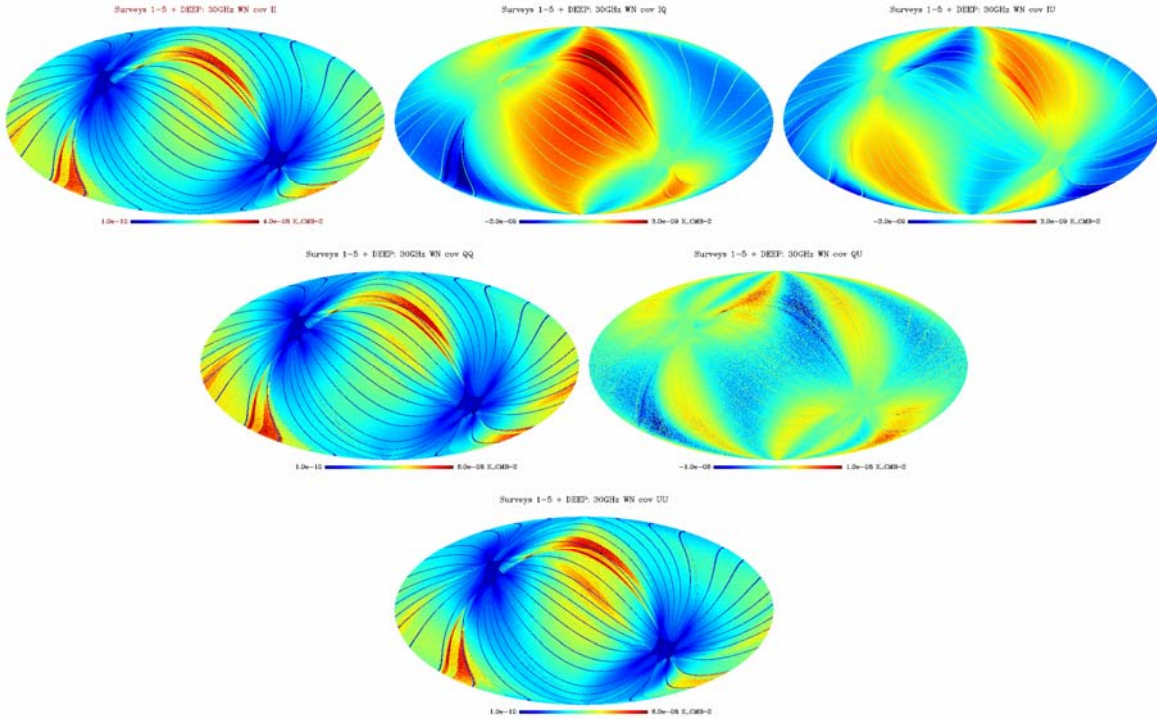 Surveys 1-5 + DEEP: 30GHz WN cov II
Surveys 1-5 + DEEP: 30GHz WN cov IQ
Surveys 1-5 + DEEP: 30GHz WN cov IU
1.0e-10 4.0e-08 K_CMB^2
-3.0e-09 3.0e-09 K_CMB^2
-3.0e-09 3.0e-09 K_CMB^2
Surveys 1-5 + DEEP: 30GHz WN cov QQ
Surveys 1-5 + DEEP: 30GHz WN cov QU
1.0e-10 8.0e-08 K_CMB^2
-1.0e-08 1.0e-08 K_CMB^2
Surveys 1-5 + DEEP: 30GHz WN cov UU
1.0e-10 8.0e-08 K_CMB^2